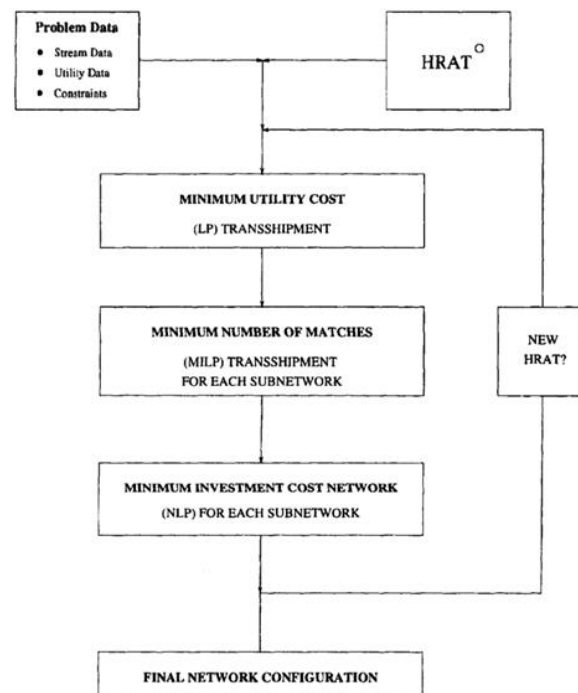 Problem Data
• Stream Data
• Utility Data
• Constraints
HRAT○
MINIMUM UTILITY COST
(LP) TRANSSHIPMENT
MINIMUM NUMBER OF MATCHES
(MILP) TRANSSHIPMENT
FOR EACH SUBNETWORK
NEW
HRAT?
MINIMUM INVESTMENT COST NETWORK
(NLP) FOR EACH SUBNETWORK
FINAL NETWORK CONFIGURATION